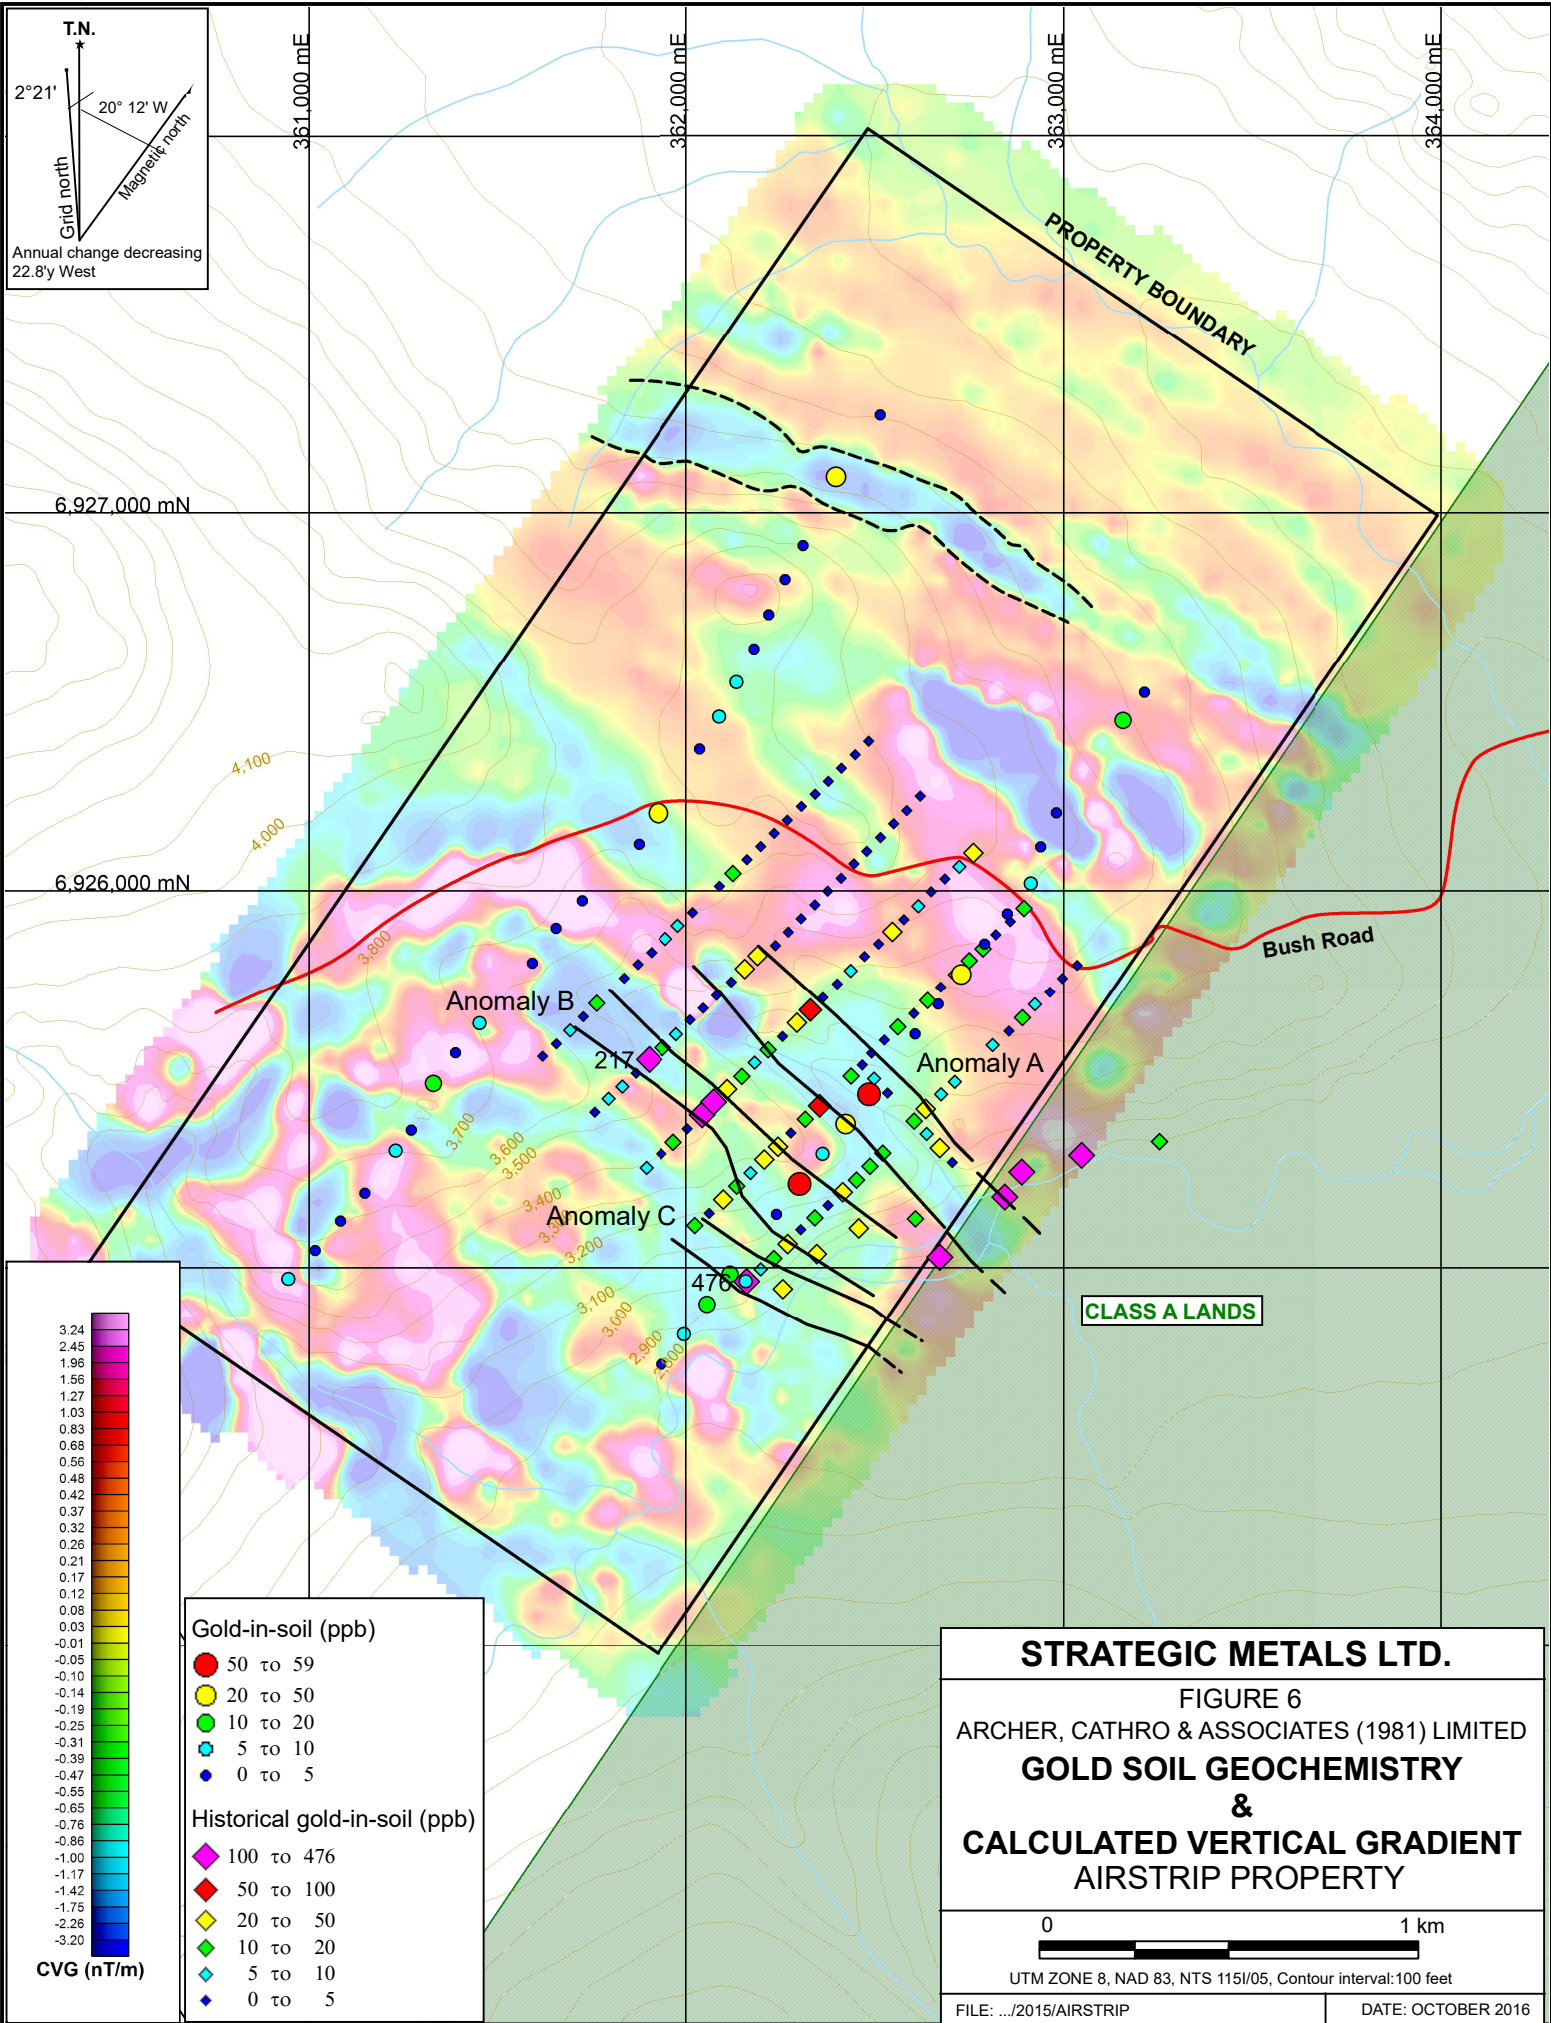 T.N.
2°21'
20° 12' W
Grid north
Magnetic north
Annual change decreasing
22.8'y West
361,000 mE
362,000 mE
363,000 mE
364,000 mE
PROPERTY BOUNDARY
6,927,000 mN
4,100
4,000
6,926,000 mN
3,800
Bush Road
Anomaly B
217
Anomaly A
3,700
3,600
3,500
3,400
3,300
Anomaly C
3,200
476
3,100
3,000
2,900
2,800
CLASS A LANDS
3.24
2.45
1.96
1.56
1.27
1.03
0.83
0.68
0.56
0.48
0.42
0.37
0.32
0.26
0.21
0.17
0.12
0.08
0.03
-0.01
-0.05
-0.10
-0.14
-0.19
-0.25
-0.31
-0.39
-0.47
-0.55
-0.65
-0.76
-0.86
-1.00
-1.17
-1.42
-1.75
-2.26
-3.20
CVG (nT/m)
Gold-in-soil (ppb)
50 to 59
20 to 50
10 to 20
5 to 10
0 to 5
Historical gold-in-soil (ppb)
100 to 476
50 to 100
20 to 50
10 to 20
5 to 10
0 to 5
STRATEGIC METALS LTD.
FIGURE 6
ARCHER, CATHRO & ASSOCIATES (1981) LIMITED
GOLD SOIL GEOCHEMISTRY
&
CALCULATED VERTICAL GRADIENT
AIRSTRIP PROPERTY
0 1 km
UTM ZONE 8, NAD 83, NTS 115I/05, Contour interval:100 feet
FILE: .../2015/AIRSTRIP DATE: OCTOBER 2016